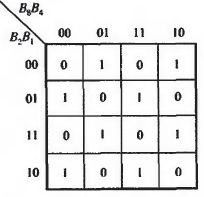 B₈B₄
B₂B₁
00 01 11 10
00 0 1 0 1
01 1 0 1 0
11 0 1 0 1
10 1 0 1 0